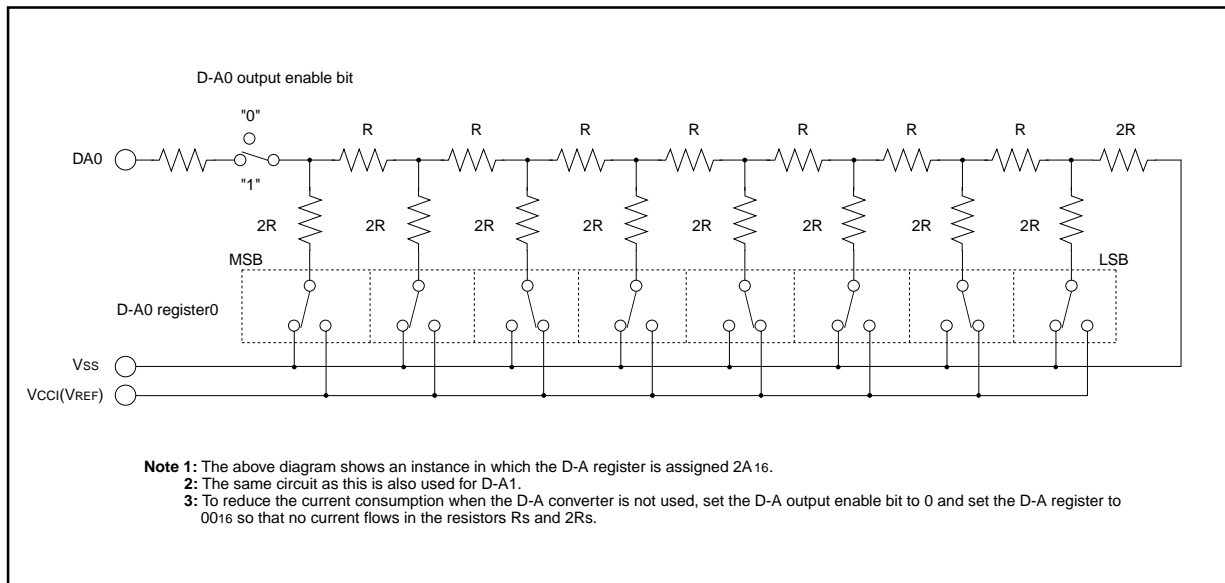 D-A0 output enable bit
"0"
R R R R R R R 2R
DA0
"1"
2R 2R 2R 2R 2R 2R 2R 2R
MSB LSB
D-A0 register0
VSS
VCCI(VREF)
Note 1: The above diagram shows an instance in which the D-A register is assigned 2A16.
2: The same circuit as this is also used for D-A1.
3: To reduce the current consumption when the D-A converter is not used, set the D-A output enable bit to 0 and set the D-A register to
0016 so that no current flows in the resistors Rs and 2Rs.